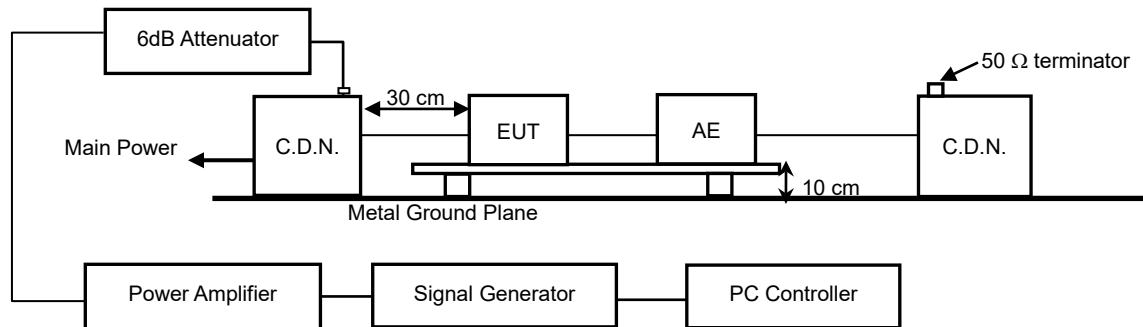 6dB Attenuator
50 Ω terminator
30 cm
EUT
AE
C.D.N.
C.D.N.
Main Power
10 cm
Metal Ground Plane
Power Amplifier
Signal Generator
PC Controller